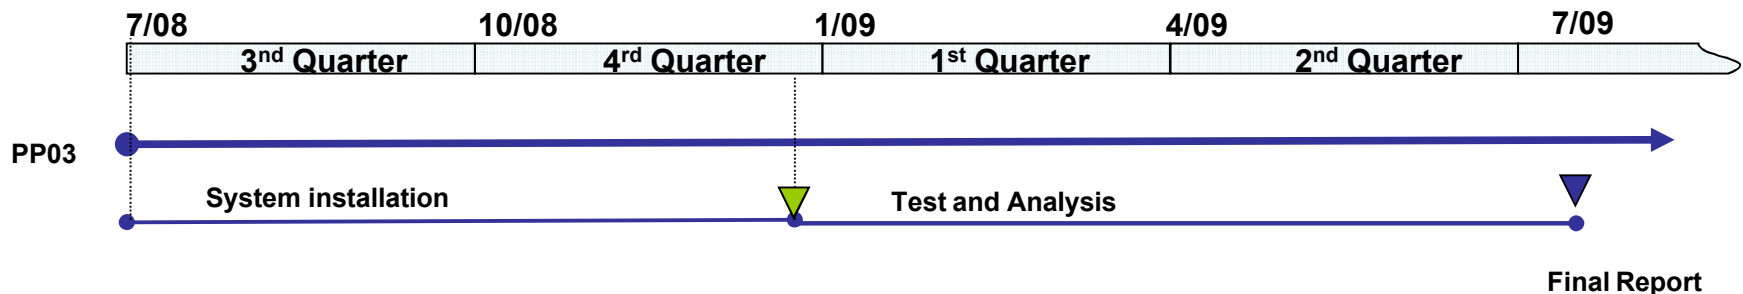 7/08 10/08 1/09 4/09 7/09
3nd Quarter 4rd Quarter 1st Quarter 2nd Quarter
PP03
System installation Test and Analysis
Final Report